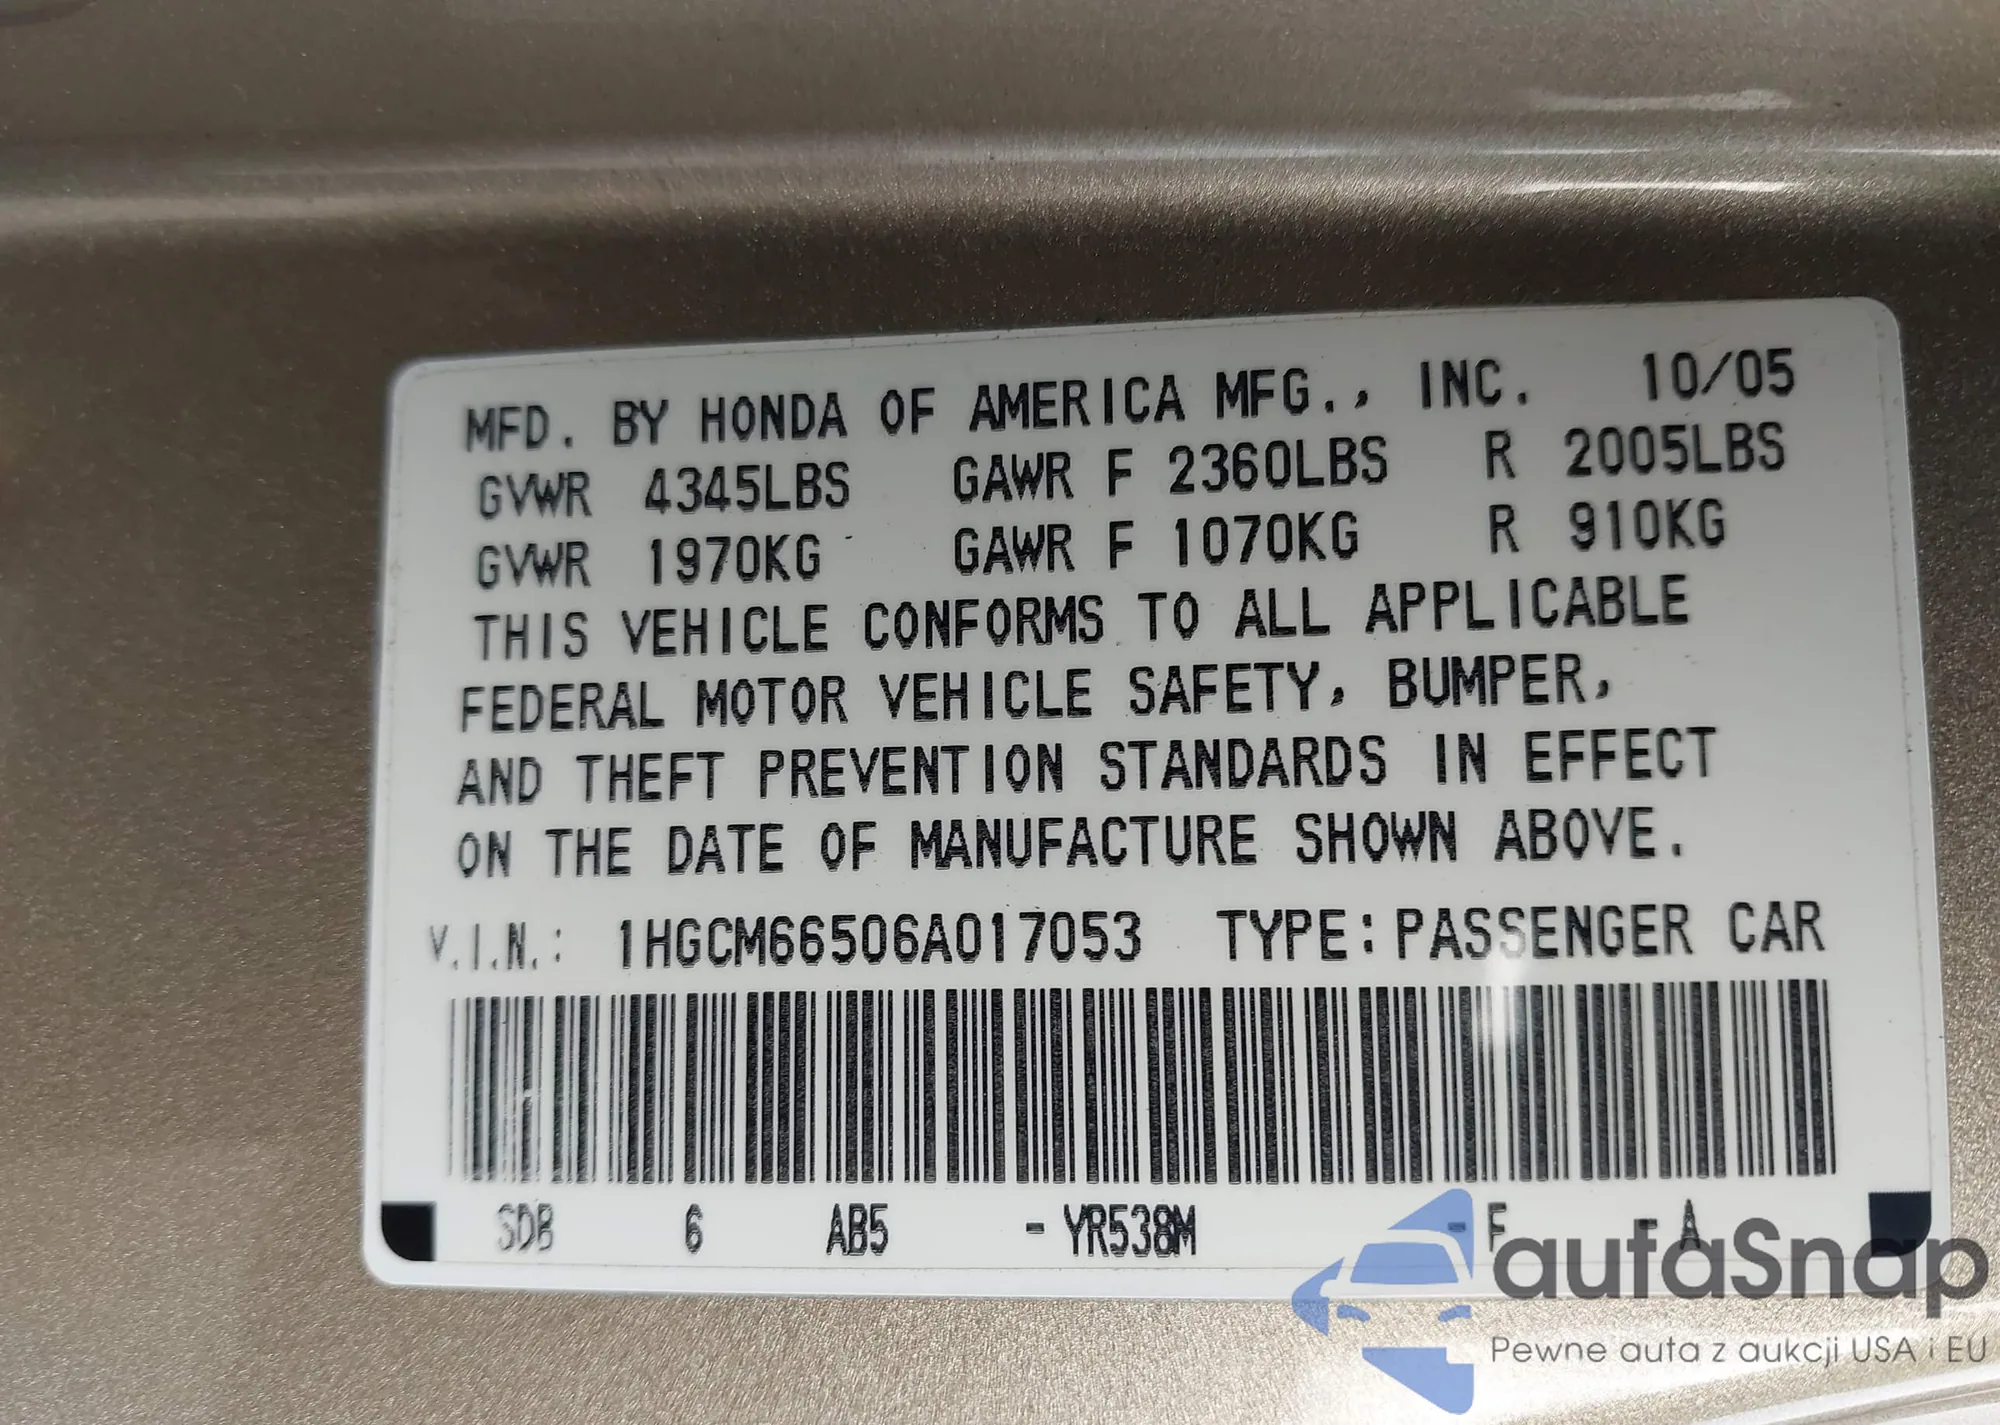 MFD. BY HONDA OF AMERICA MFG., INC. 10/05
GVWR 4345LBS GAWR F 2360LBS R 2005LBS
GVWR 1970KG GAWR F 1070KG R 910KG
THIS VEHICLE CONFORMS TO ALL APPLICABLE
FEDERAL MOTOR VEHICLE SAFETY, BUMPER,
AND THEFT PREVENTION STANDARDS IN EFFECT
ON THE DATE OF MANUFACTURE SHOWN ABOVE.
V.I.N.: 1HGCM66506A017053 TYPE:PASSENGER CAR
SDB 6 AB5 - YR538M - F - A
autaSnap
Pewne auta z aukcji USA i EU